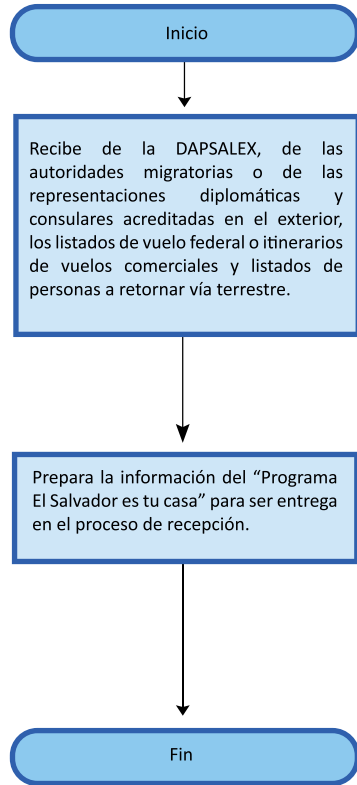 Inicio
Recibe de la DAPSALEX, de las
autoridades migratorias o de las
representaciones diplomáticas y
consulares acreditadas en el exterior,
los listados de vuelo federal o itinerarios
de vuelos comerciales y listados de
personas a retornar vía terrestre.
Prepara la información del “Programa
El Salvador es tu casa” para ser entrega
en el proceso de recepción.
Fin